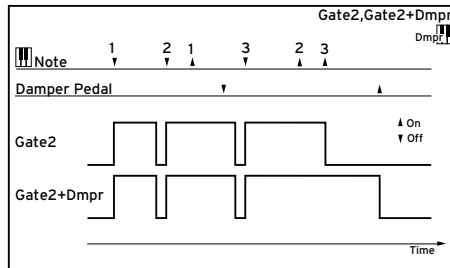 Gate2,Gate2+Dmpr
Dmpr
1 2 1 3 2 3
Note
Damper Pedal
On
Off
Gate2
Gate2+Dmpr
Time